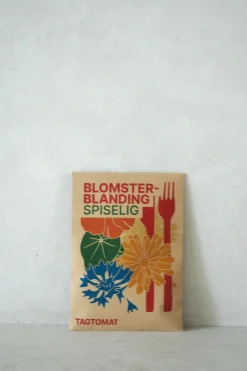 BLOMSTER-
BLANDING
SPISELIG
TAGTOMAT